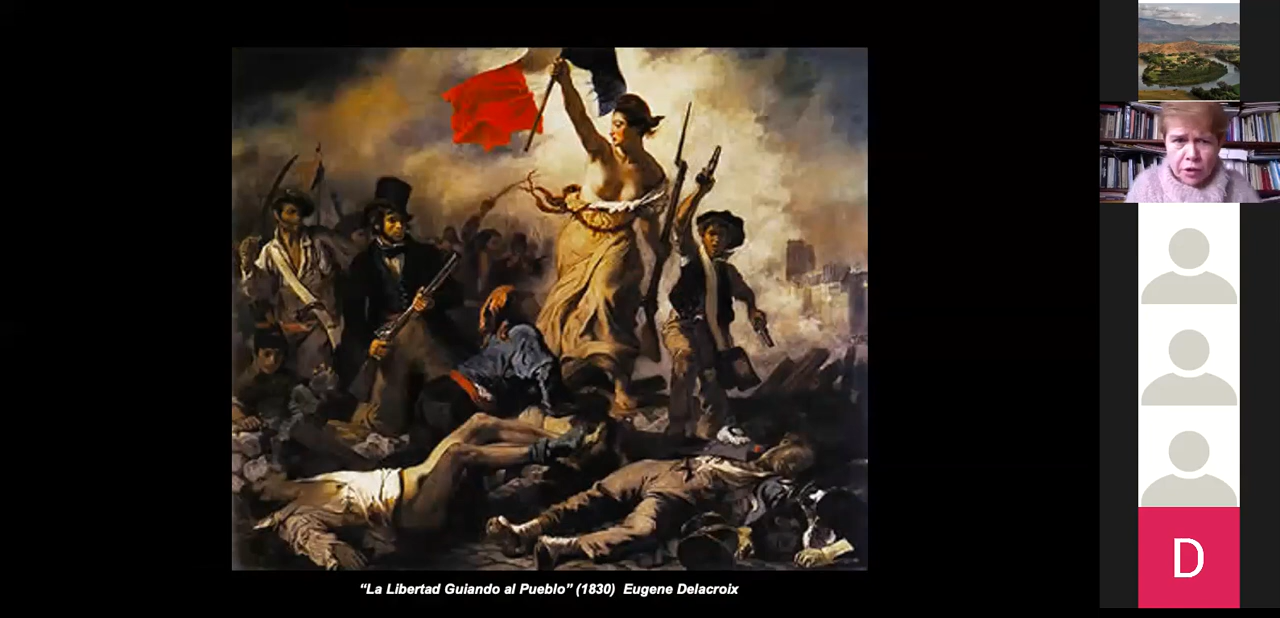 “La Libertad Guiando al Pueblo” (1830)  Eugene Delacroix
D